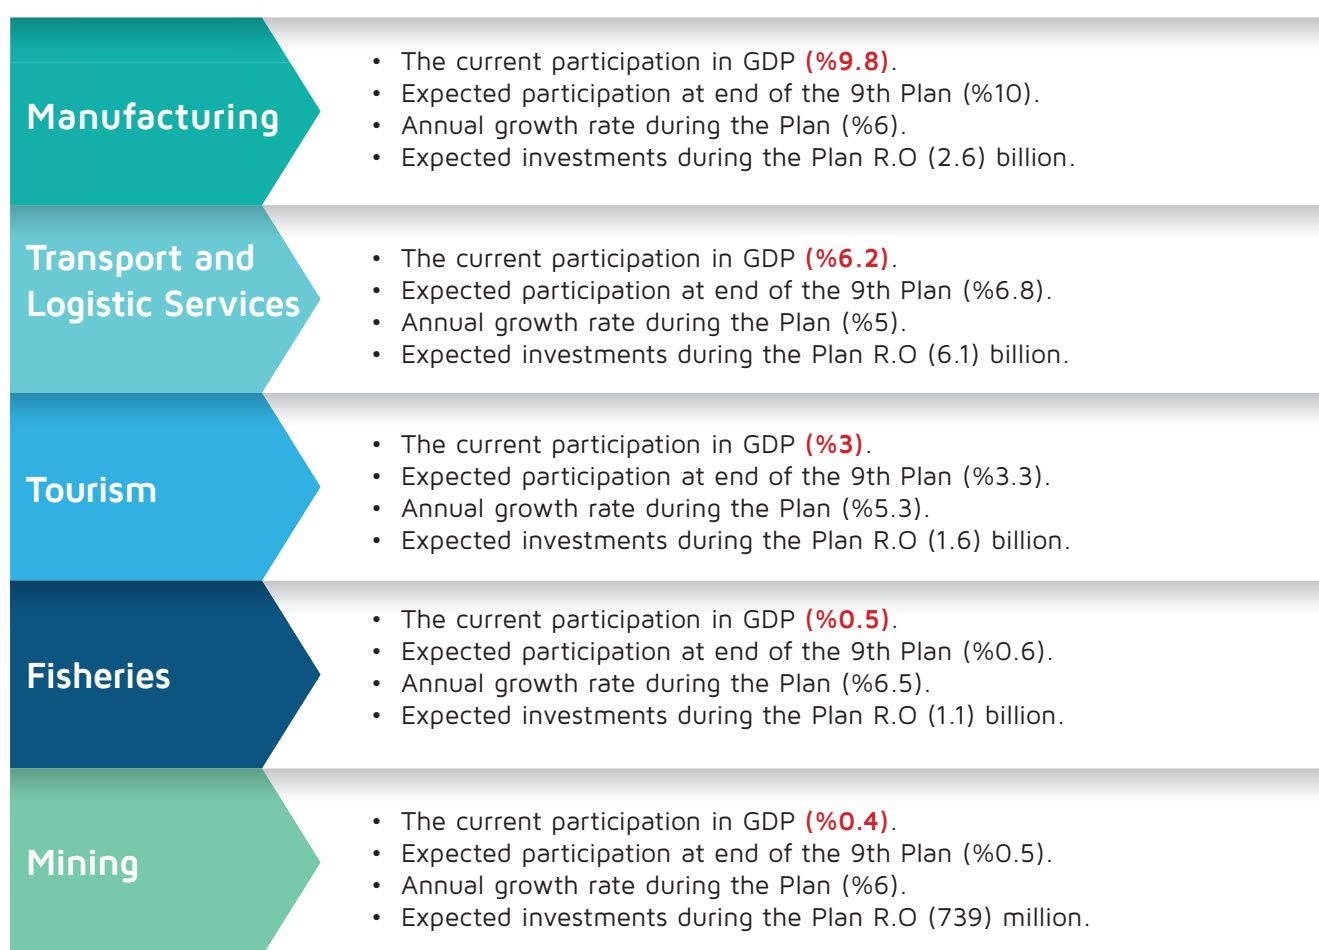 Manufacturing
• The current participation in GDP (%9.8).
• Expected participation at end of the 9th Plan (%10).
• Annual growth rate during the Plan (%6).
• Expected investments during the Plan R.O (2.6) billion.
Transport and
Logistic Services
• The current participation in GDP (%6.2).
• Expected participation at end of the 9th Plan (%6.8).
• Annual growth rate during the Plan (%5).
• Expected investments during the Plan R.O (6.1) billion.
Tourism
• The current participation in GDP (%3).
• Expected participation at end of the 9th Plan (%3.3).
• Annual growth rate during the Plan (%5.3).
• Expected investments during the Plan R.O (1.6) billion.
Fisheries
• The current participation in GDP (%0.5).
• Expected participation at end of the 9th Plan (%0.6).
• Annual growth rate during the Plan (%6.5).
• Expected investments during the Plan R.O (1.1) billion.
Mining
• The current participation in GDP (%0.4).
• Expected participation at end of the 9th Plan (%0.5).
• Annual growth rate during the Plan (%6).
• Expected investments during the Plan R.O (739) million.